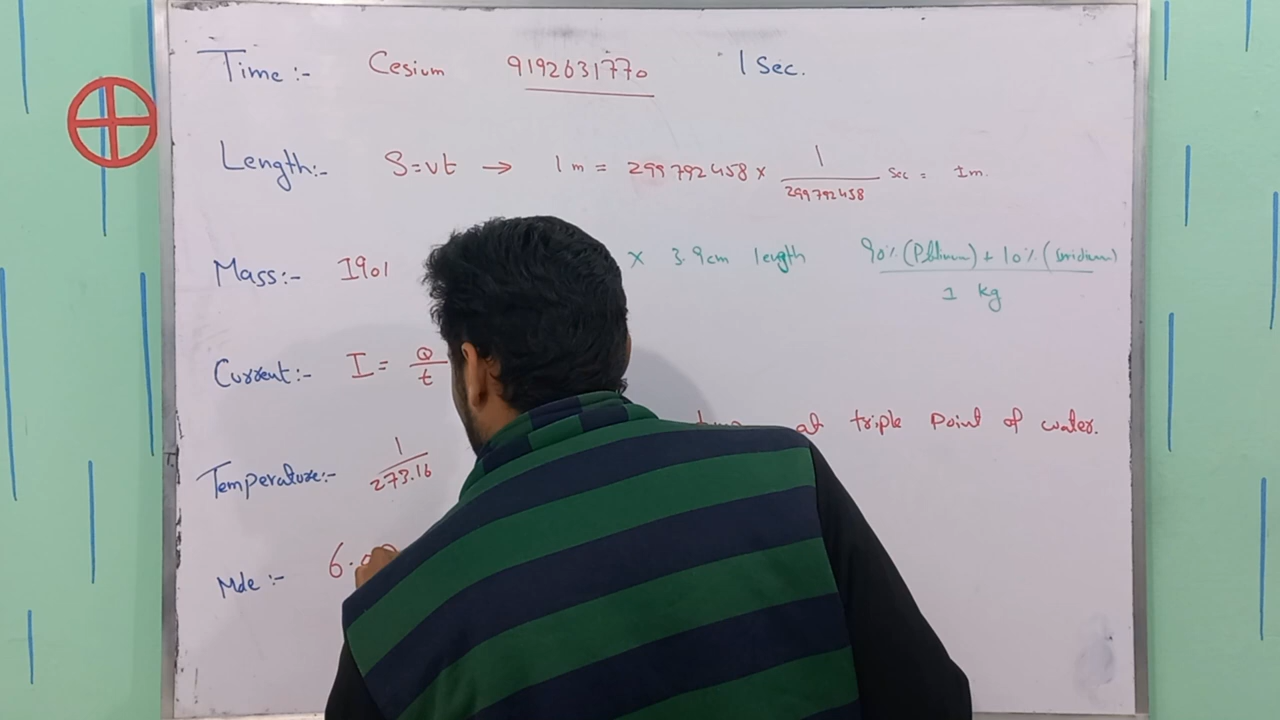 Time:- Cesium 9192631770 1 Sec.
Length:- S=vt → 1m = 299792458 × 1/299792458 Sec = 1m.
Mass:- 1901 × 3.9cm length 90% (Platinum) + 10% (iridium) / 1 kg
Current:- I = Q/t
at triple Point of water.
Temperature:- 1/273.16
Mole:- 6.